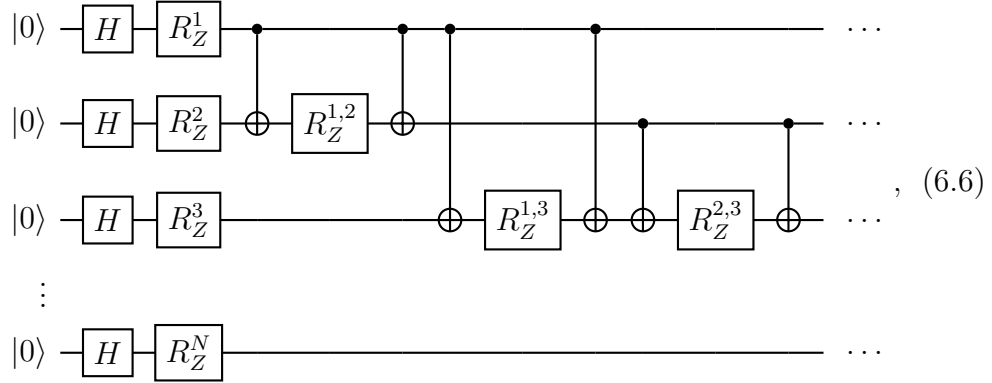 |0⟩ H R_Z^1 ⋯
|0⟩ H R_Z^2 R_Z^{1,2} ⋯
, (6.6)
|0⟩ H R_Z^3 R_Z^{1,3} R_Z^{2,3} ⋯
⋮
|0⟩ H R_Z^N ⋯